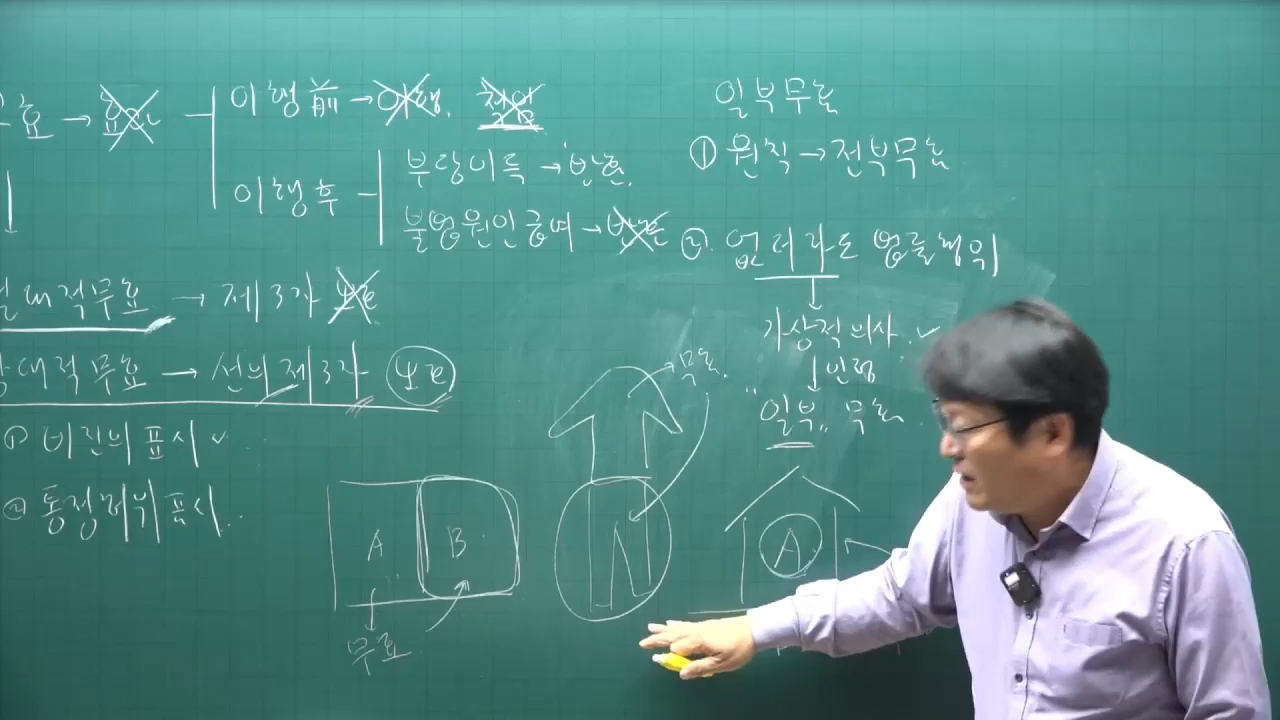 무효 → 효과
이행前 → 이행.
청산
이행후
부당이득 → 반환.
불법원인급여 → 반환
절대적무효 → 제3자 보호
상대적무효 → 선의 제3자 보호
① 비진의 표시 ✓..
② 통정허위표시..
A B
무효
무효.
N
일부무효
① 원칙 → 전부무효
②. 없더라도 법률행위
↓
가상적의사. ✓
↓ 인정
"일부" 무효.
A